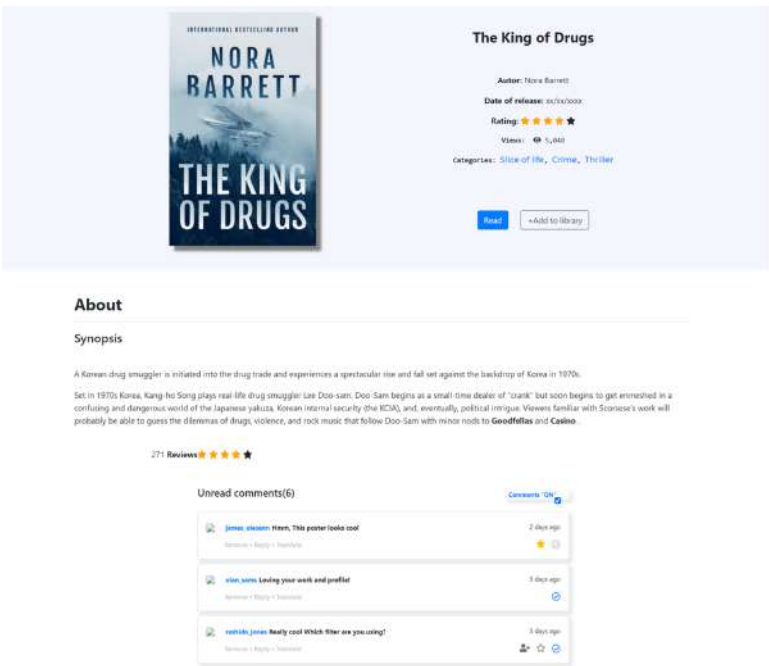 INTERNATIONAL BESTSELLING AUTHOR
NORA
BARRETT
THE KING
OF DRUGS
The King of Drugs
Autor: Nora Barrett
Date of release: xx/xx/xxxx
Rating:
Views: 5,040
Categories: Slice of life, Crime, Thriller
Read +Add to library
About
Synopsis
A Korean drug smuggler is initiated into the drug trade and experiences a spectacular rise and fall set against the backdrop of Korea in 1970s.
Set in 1970s Korea, Kang-ho Song plays real-life drug smuggler Lee Doo-sam. Doo-Sam begins as a small-time dealer of "crank" but soon begins to get enmeshed in a
confusing and dangerous world of the Japanese yakuza, Korean internal security (the KCIA), and, eventually, political intrigue. Viewers familiar with Scorsese's work will
probably be able to guess the dilemmas of drugs, violence, and rock music that follow Doo-Sam with minor nods to Goodfellas and Casino
271 Reviews
Unread comments(6)
Comments "ON"
Hmm, This poster looks cool
2 days ago
Remove • Reply • Translate
Loving your work and profile!
3 days ago
Remove • Reply • Translate
rashida_jones Really cool Which filter are you using?
3 days ago
Remove • Reply • Translate